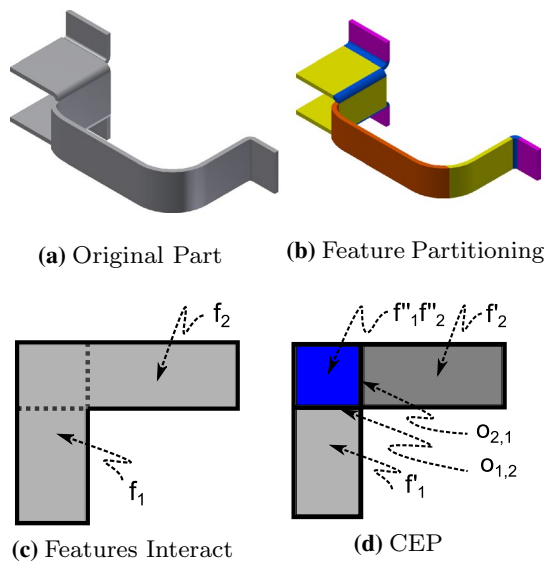 (a) Original Part
(b) Feature Partitioning
f2
f1
(c) Features Interact
f"1f"2
f'2
o2,1
o1,2
f'1
(d) CEP